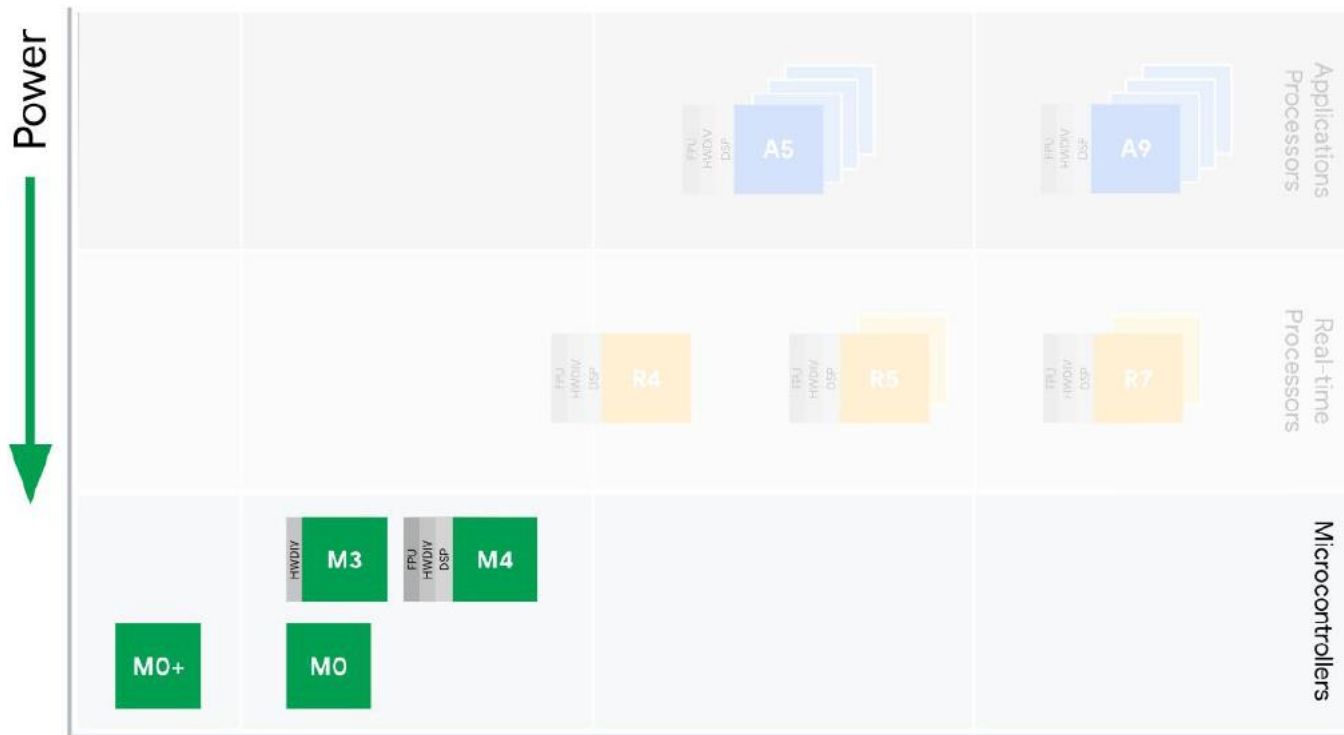 Power
Applications
Processors
FPU
HWDIV
DSP
A5
FPU
HWDIV
DSP
A9
Real-time
Processors
FPU
HWDIV
DSP
R4
FPU
HWDIV
DSP
R5
FPU
HWDIV
DSP
R7
Microcontrollers
HWDIV
M3
FPU
HWDIV
DSP
M4
M0+
M0